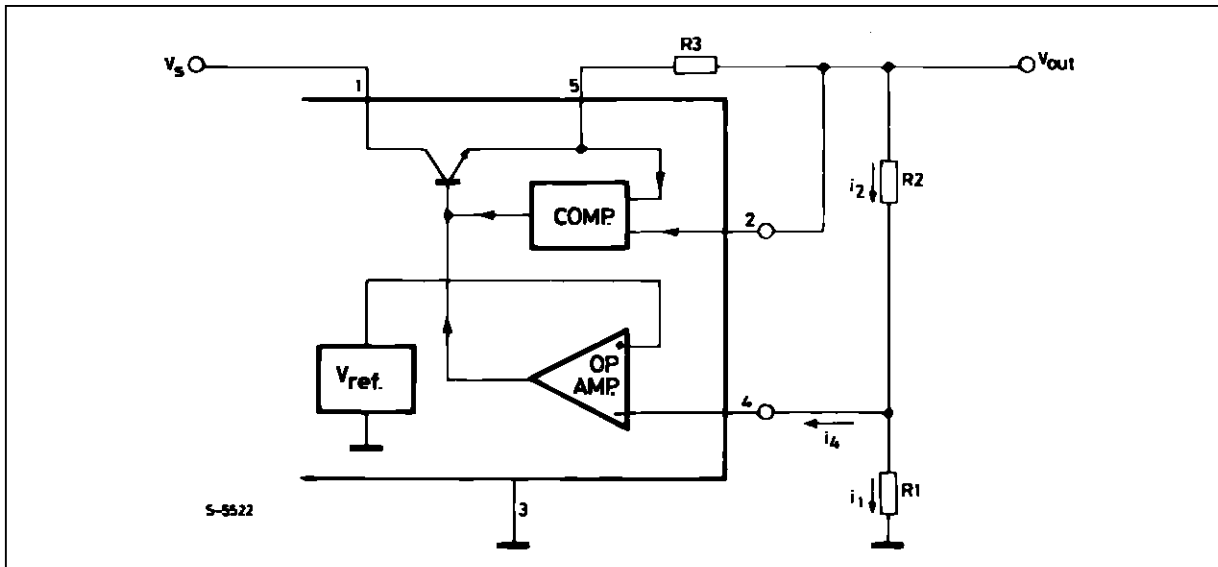 R3
Vs
Vout
1
5
i2
R2
COMP.
2
Vref.
OP
AMP.
4
i4
i1
R1
S-5522
3